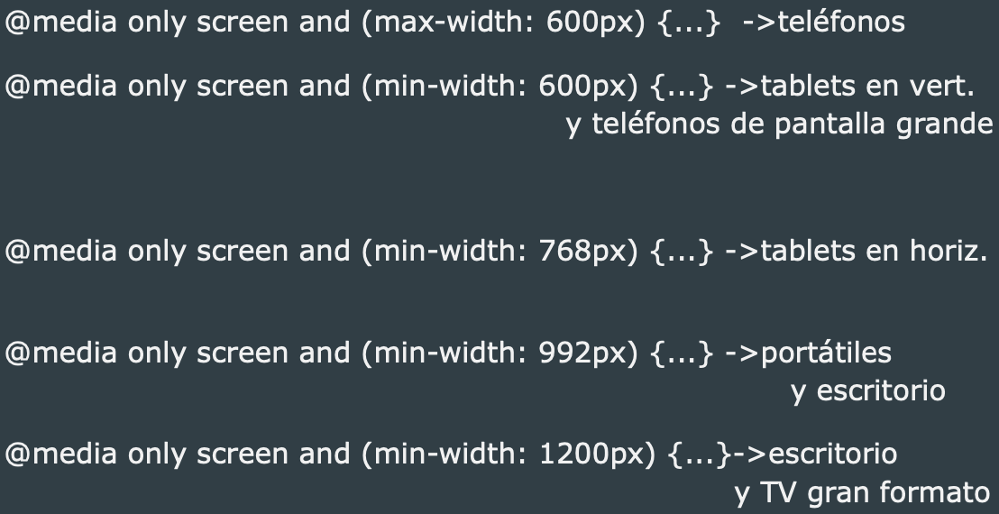 @media only screen and (max-width: 600px) {...}  ->teléfonos
@media only screen and (min-width: 600px) {...} ->tablets en vert.
y teléfonos de pantalla grande
@media only screen and (min-width: 768px) {...} ->tablets en horiz.
@media only screen and (min-width: 992px) {...} ->portátiles
y escritorio
@media only screen and (min-width: 1200px) {...}->escritorio
y TV gran formato